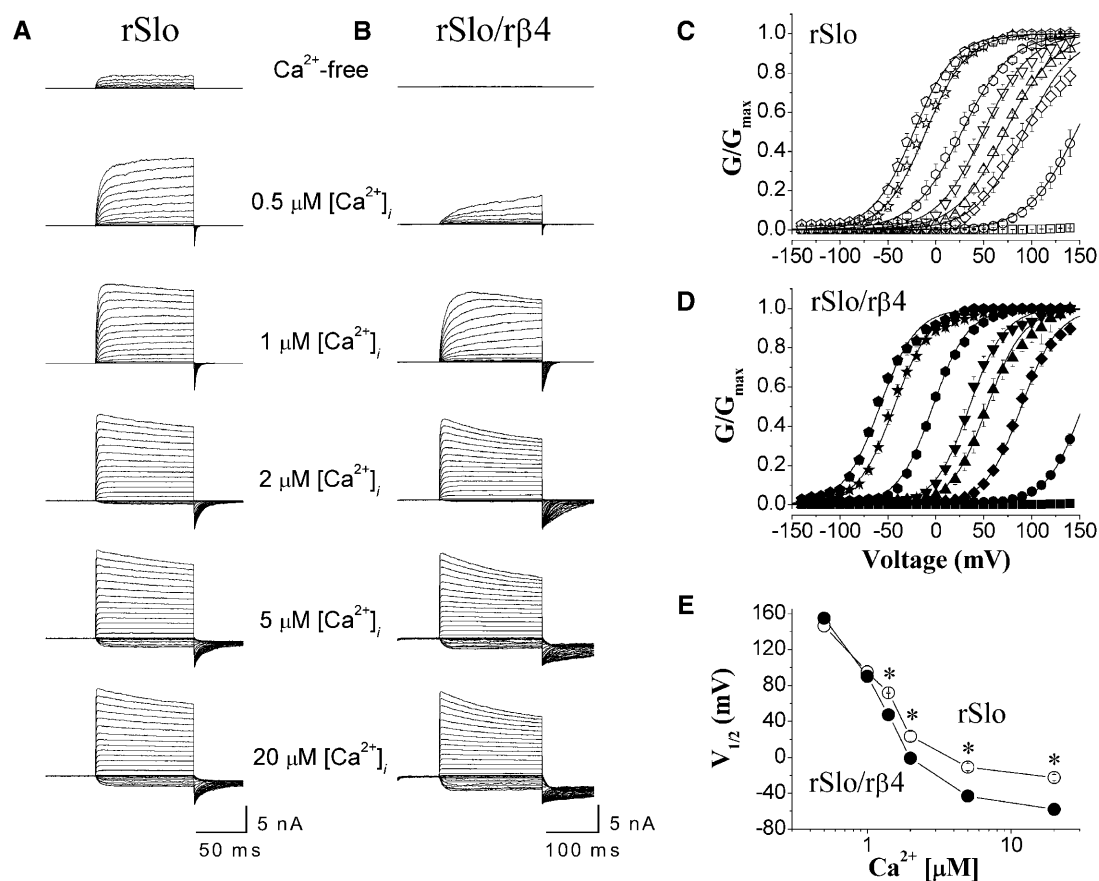 A
rSlo
B
rSlo/rβ4
Ca²⁺-free
0.5 μM [Ca²⁺]ᵢ
1 μM [Ca²⁺]ᵢ
2 μM [Ca²⁺]ᵢ
5 μM [Ca²⁺]ᵢ
20 μM [Ca²⁺]ᵢ
5 nA
50 ms
5 nA
100 ms
C
rSlo
G/Gmax
1.0
0.8
0.6
0.4
0.2
0.0
-150 -100 -50 0 50 100 150
D
rSlo/rβ4
G/Gmax
1.0
0.8
0.6
0.4
0.2
0.0
-150 -100 -50 0 50 100 150
Voltage (mV)
E
V1/2 (mV)
160
120
80
40
0
-40
-80
*
*
*
*
rSlo
rSlo/rβ4
1 10
Ca²⁺ [μM]